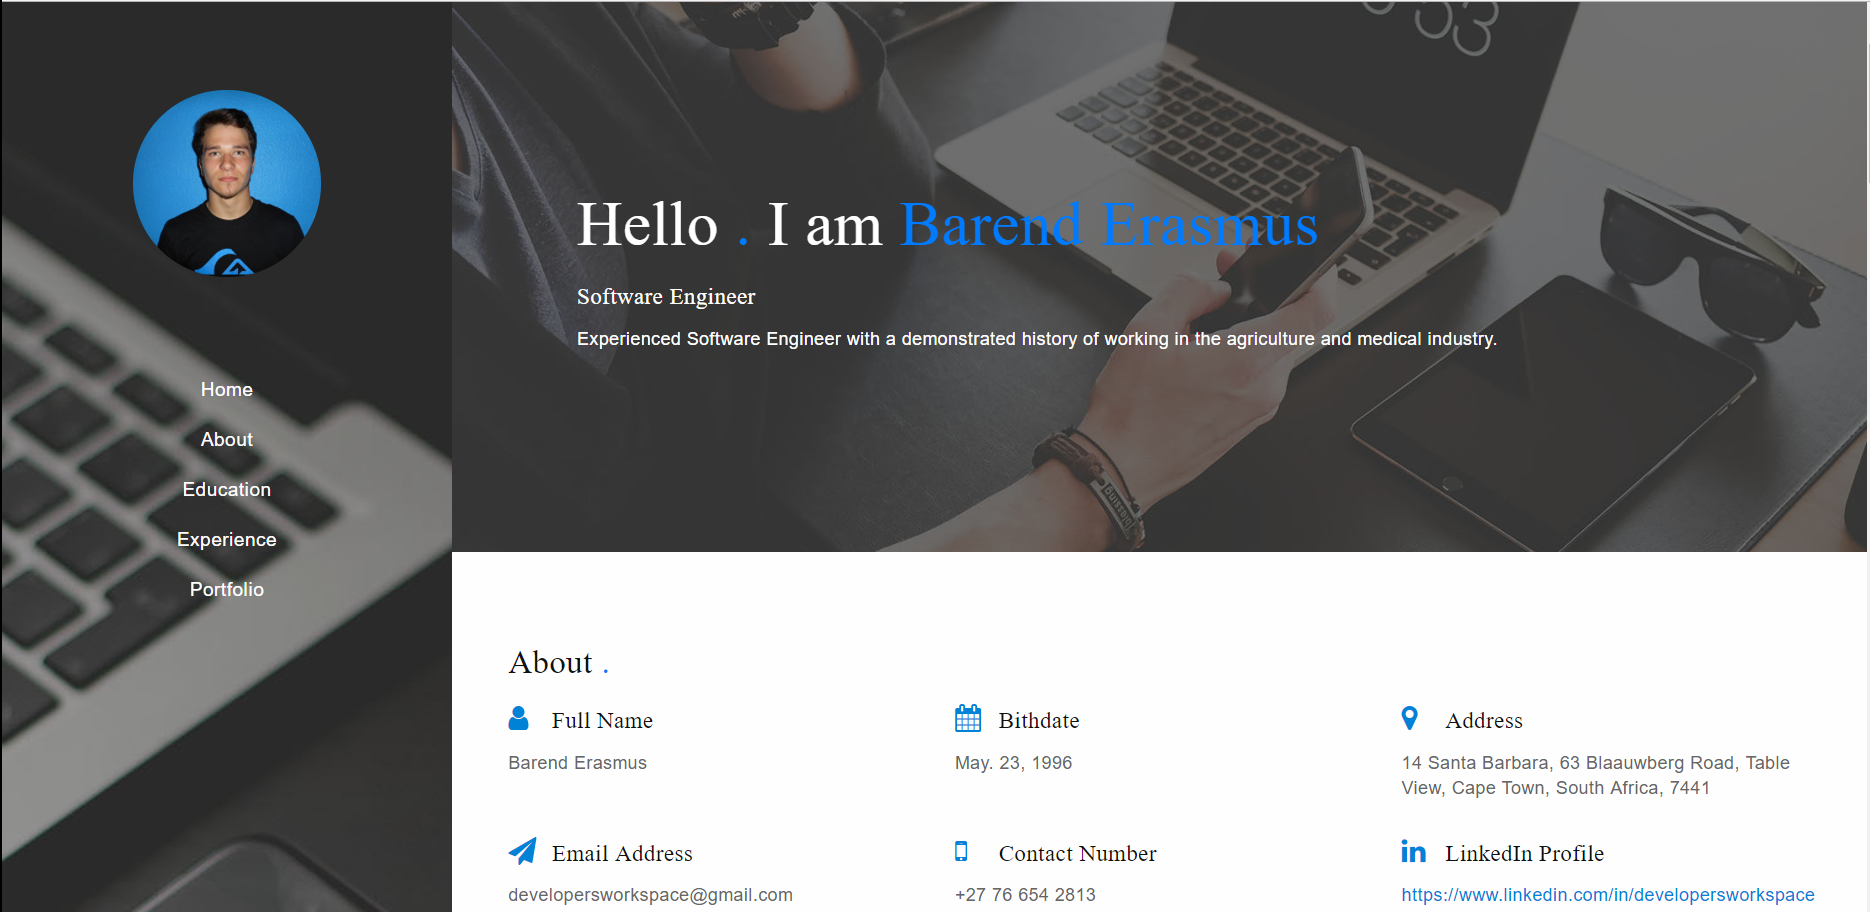 Home
About
Education
Experience
Portfolio
53
Hello . I am Barend Erasmus
Software Engineer
Experienced Software Engineer with a demonstrated history of working in the agriculture and medical industry.
blessing
About .
Full Name
Barend Erasmus
Bithdate
May. 23, 1996
Address
14 Santa Barbara, 63 Blaauwberg Road, Table
View, Cape Town, South Africa, 7441
Email Address
developersworkspace@gmail.com
Contact Number
+27 76 654 2813
LinkedIn Profile
https://www.linkedin.com/in/developersworkspace